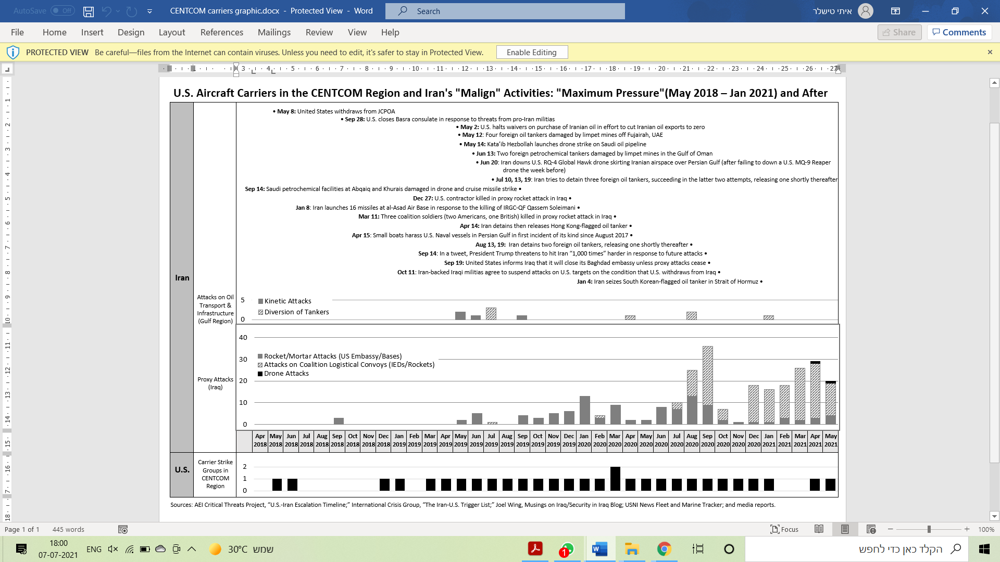 AutoSave Off
CENTCOM carriers graphic.docx - Protected View - Word
Search
איתי טישלר
File Home Insert Design Layout References Mailings Review View Help
Share Comments
PROTECTED VIEW Be careful—files from the Internet can contain viruses. Unless you need to edit, it's safer to stay in Protected View. Enable Editing
3 4 5 6 7 8 9 10 11 12 13 14 15 16 17 18 19 20 21 22 23 24 25 26 27
U.S. Aircraft Carriers in the CENTCOM Region and Iran's "Malign" Activities: "Maximum Pressure"(May 2018 – Jan 2021) and After
Iran
• May 8: United States withdraws from JCPOA
• Sep 28: U.S. closes Basra consulate in response to threats from pro-Iran militias
• May 2: U.S. halts waivers on purchase of Iranian oil in effort to cut Iranian oil exports to zero
• May 12: Four foreign oil tankers damaged by limpet mines off Fujairah, UAE
• May 14: Kata’ib Hezbollah launches drone strike on Saudi oil pipeline
• Jun 13: Two foreign petrochemical tankers damaged by limpet mines in the Gulf of Oman
• Jun 20: Iran downs U.S. RQ-4 Global Hawk drone skirting Iranian airspace over Persian Gulf (after failing to down a U.S. MQ-9 Reaper
drone the week before)
• Jul 10, 13, 19: Iran tries to detain three foreign oil tankers, succeeding in the latter two attempts, releasing one shortly thereafter
Sep 14: Saudi petrochemical facilities at Abqaiq and Khurais damaged in drone and cruise missile strike •
Dec 27: U.S. contractor killed in proxy rocket attack in Iraq •
Jan 8: Iran launches 16 missiles at al-Asad Air Base in response to the killing of IRGC-QF Qassem Soleimani •
Mar 11: Three coalition soldiers (two Americans, one British) killed in proxy rocket attack in Iraq •
Apr 14: Iran detains then releases Hong Kong-flagged oil tanker •
Apr 15: Small boats harass U.S. Naval vessels in Persian Gulf in first incident of its kind since August 2017 •
Aug 13, 19: Iran detains two foreign oil tankers, releasing one shortly thereafter •
Sep 14: In a tweet, President Trump threatens to hit Iran “1,000 times” harder in response to future attacks •
Sep 19: United States informs Iraq that it will close its Baghdad embassy unless proxy attacks cease •
Oct 11: Iran-backed Iraqi militias agree to suspend attacks on U.S. targets on the condition that U.S. withdraws from Iraq •
Jan 4: Iran seizes South Korean-flagged oil tanker in Strait of Hormuz •
Attacks on Oil
Transport &
Infrastructure
(Gulf Region)
5
0
Kinetic Attacks
Diversion of Tankers
Proxy Attacks
(Iraq)
40
30
20
10
0
Rocket/Mortar Attacks (US Embassy/Bases)
Attacks on Coalition Logistical Convoys (IEDs/Rockets)
Drone Attacks
Apr May Jun Jul Aug Sep Oct Nov Dec Jan Feb Mar Apr May Jun Jul Aug Sep Oct Nov Dec Jan Feb Mar Apr May Jun Jul Aug Sep Oct Nov Dec Jan Feb Mar Apr May
2018 2018 2018 2018 2018 2018 2018 2018 2018 2019 2019 2019 2019 2019 2019 2019 2019 2019 2019 2019 2019 2020 2020 2020 2020 2020 2020 2020 2020 2020 2020 2020 2020 2021 2021 2021 2021 2021
U.S.
Carrier Strike
Groups in
CENTCOM
Region
2
1
0
Sources: AEI Critical Threats Project, “U.S.-Iran Escalation Timeline;” International Crisis Group, “The Iran-U.S. Trigger List;” Joel Wing, Musings on Iraq/Security in Iraq Blog; USNI News Fleet and Marine Tracker; and media reports.
Page 1 of 1 445 words
Focus
100%
18:00
07-07-2021
ENG
30°C שמש
1
הקלד כאן כדי לחפש